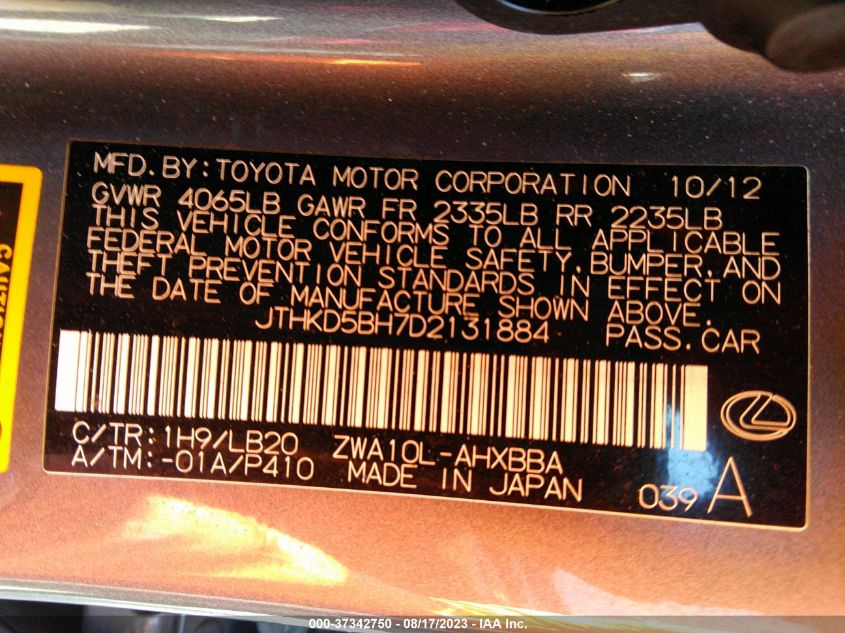 MFD.BY:TOYOTA MOTOR CORPORATION 10/12
GVWR 4065LB GAWR FR 2335LB RR 2235LB
THIS VEHICLE CONFORMS TO ALL APPLICABLE
FEDERAL MOTOR VEHICLE SAFETY,BUMPER,AND
THEFT PREVENTION STANDARDS IN EFFECT ON
THE DATE OF MANUFACTURE SHOWN ABOVE.
JTHKD5BH7D2131884 PASS.CAR
C/TR:1H9/LB20 ZWA10L-AHXBBA
A/TM:-01A/P410 MADE IN JAPAN
039 A
000-37342750 - 08/17/2023 - IAA Inc.